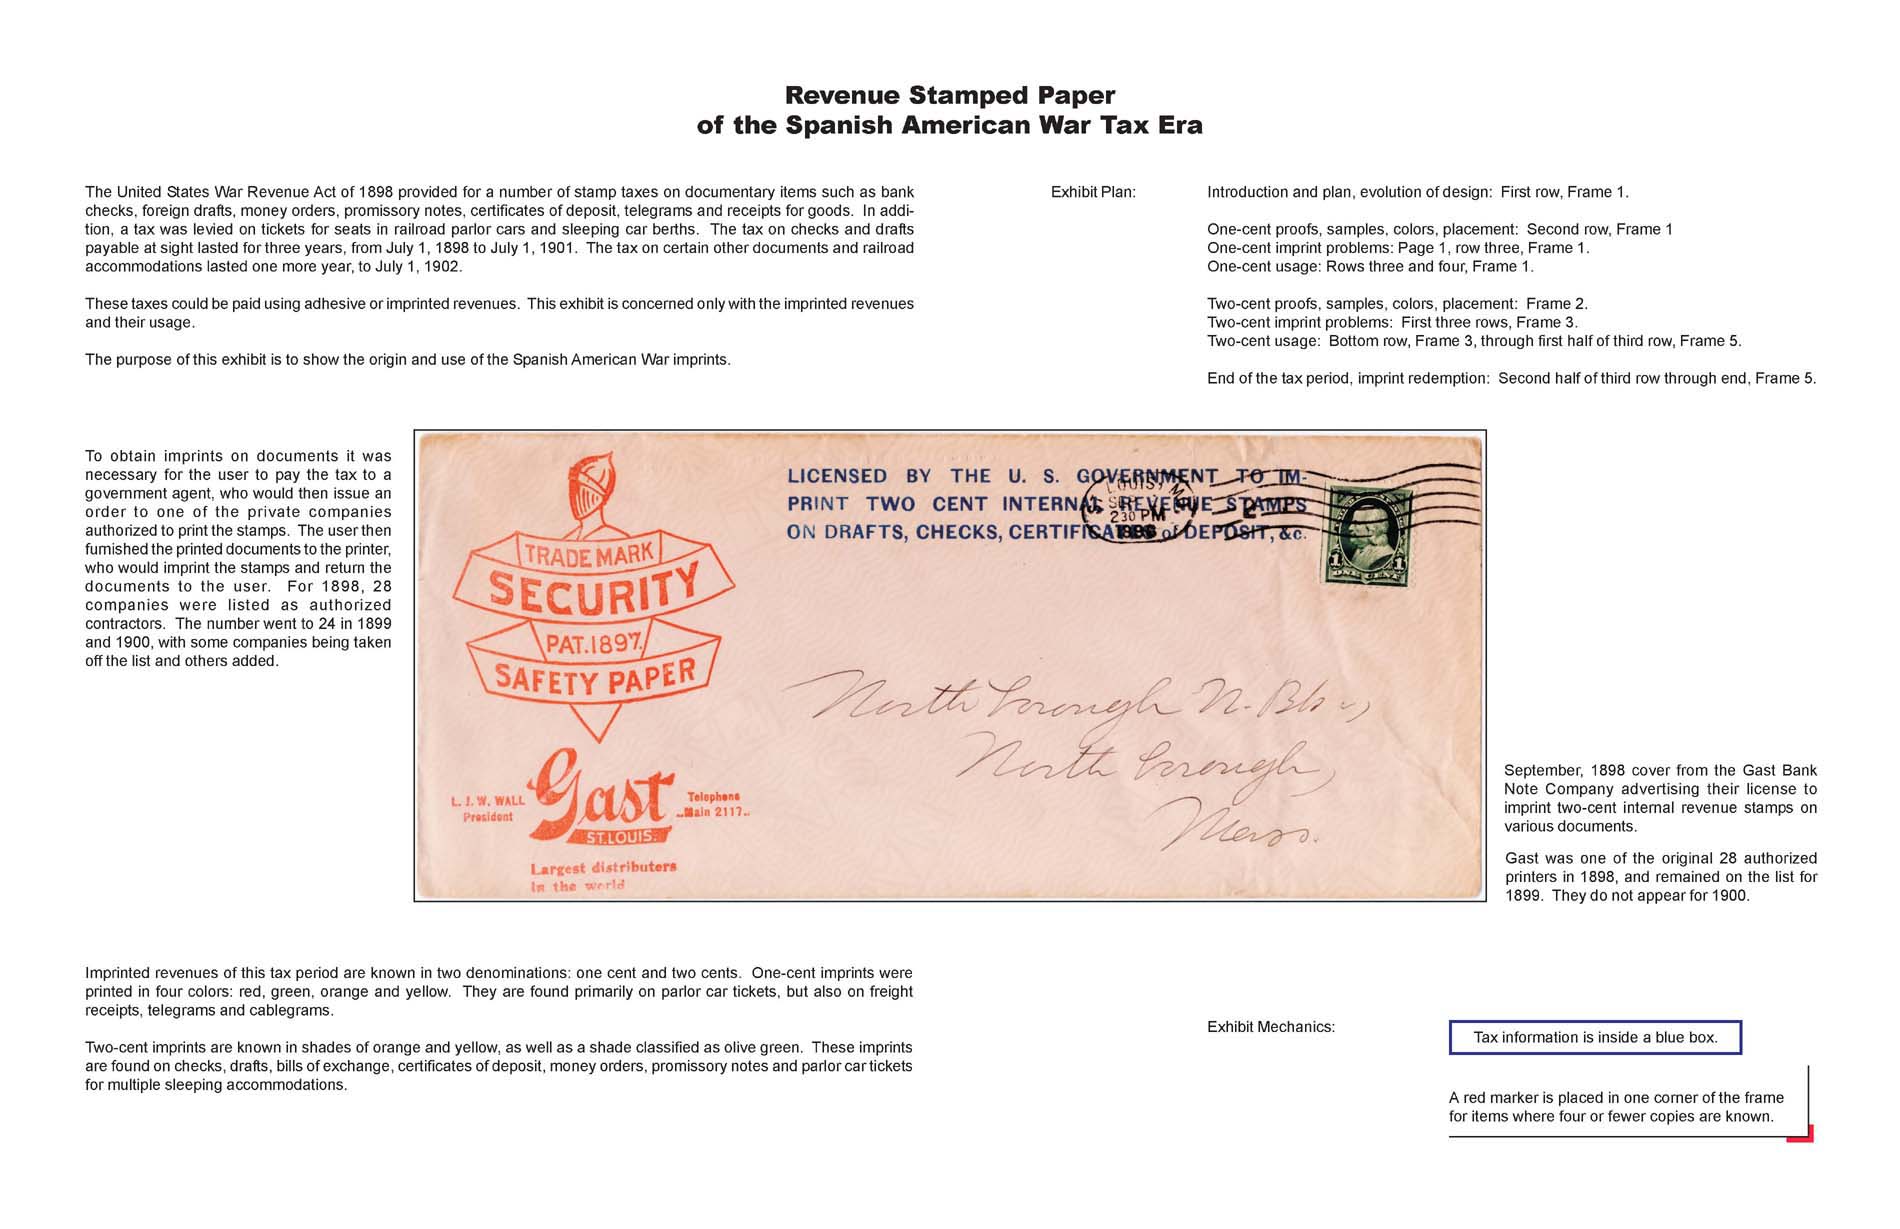 Revenue Stamped Paper
of the Spanish American War Tax Era
The United States War Revenue Act of 1898 provided for a number of stamp taxes on documentary items such as bank
checks, foreign drafts, money orders, promissory notes, certificates of deposit, telegrams and receipts for goods. In addi-
tion, a tax was levied on tickets for seats in railroad parlor cars and sleeping car berths. The tax on checks and drafts
payable at sight lasted for three years, from July 1, 1898 to July 1, 1901. The tax on certain other documents and railroad
accommodations lasted one more year, to July 1, 1902.
These taxes could be paid using adhesive or imprinted revenues. This exhibit is concerned only with the imprinted revenues
and their usage.
The purpose of this exhibit is to show the origin and use of the Spanish American War imprints.
Exhibit Plan:
Introduction and plan, evolution of design: First row, Frame 1.
One-cent proofs, samples, colors, placement: Second row, Frame 1
One-cent imprint problems: Page 1, row three, Frame 1.
One-cent usage: Rows three and four, Frame 1.
Two-cent proofs, samples, colors, placement: Frame 2.
Two-cent imprint problems: First three rows, Frame 3.
Two-cent usage: Bottom row, Frame 3, through first half of third row, Frame 5.
End of the tax period, imprint redemption: Second half of third row through end, Frame 5.
To obtain imprints on documents it was
necessary for the user to pay the tax to a
government agent, who would then issue an
order to one of the private companies
authorized to print the stamps. The user then
furnished the printed documents to the printer,
who would imprint the stamps and return the
documents to the user. For 1898, 28
companies were listed as authorized
contractors. The number went to 24 in 1899
and 1900, with some companies being taken
off the list and others added.
LICENSED BY THE U. S. GOVERNMENT TO IM-
PRINT TWO CENT INTERNAL REVENUE STAMPS
ON DRAFTS, CHECKS, CERTIFICATES of DEPOSIT, &c.
LOUIS, MO
SEP
230 PM
1898
2
1 1
ONE CENT
TRADE MARK
SECURITY
PAT. 1897.
SAFETY PAPER
Gast
ST. LOUIS.
L. J. W. WALL
President
Telephone
..Main 2117..
Largest distributers
in the world
North borough N. Bk
North borough,
Mass.
September, 1898 cover from the Gast Bank
Note Company advertising their license to
imprint two-cent internal revenue stamps on
various documents.
Gast was one of the original 28 authorized
printers in 1898, and remained on the list for
1899. They do not appear for 1900.
Imprinted revenues of this tax period are known in two denominations: one cent and two cents. One-cent imprints were
printed in four colors: red, green, orange and yellow. They are found primarily on parlor car tickets, but also on freight
receipts, telegrams and cablegrams.
Two-cent imprints are known in shades of orange and yellow, as well as a shade classified as olive green. These imprints
are found on checks, drafts, bills of exchange, certificates of deposit, money orders, promissory notes and parlor car tickets
for multiple sleeping accommodations.
Exhibit Mechanics:
Tax information is inside a blue box.
A red marker is placed in one corner of the frame
for items where four or fewer copies are known.